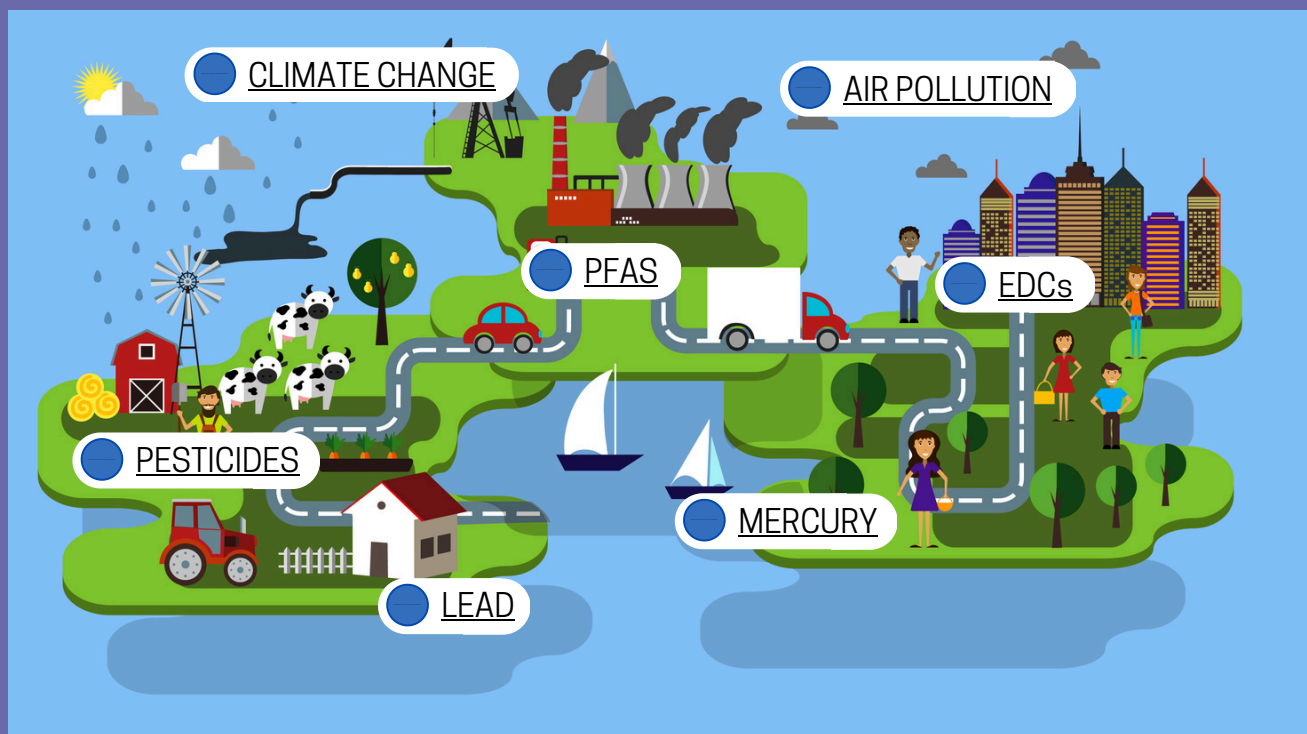 CLIMATE CHANGE
AIR POLLUTION
PFAS
EDCs
PESTICIDES
MERCURY
LEAD